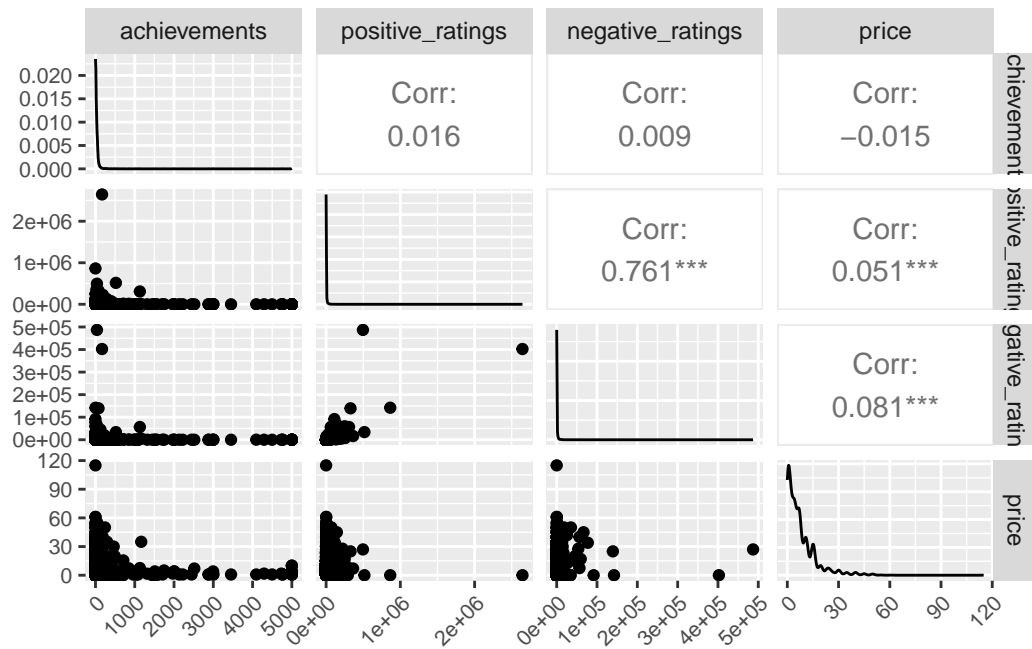 achievements positive_ratings negative_ratings price
0.020
0.015
0.010
0.005
0.000
Corr:
0.016
Corr:
0.009
Corr:
−0.015
chievement
2e+06
1e+06
0e+00
Corr:
0.761***
Corr:
0.051***
ositive_rating
5e+05
4e+05
3e+05
2e+05
1e+05
0e+00
Corr:
0.081***
gative_ratin
120
90
60
30
0
price
0 1000 2000 3000 4000 5000
0e+00 1e+06 2e+06
0e+00 1e+05 2e+05 3e+05 4e+05 5e+05
0 30 60 90 120